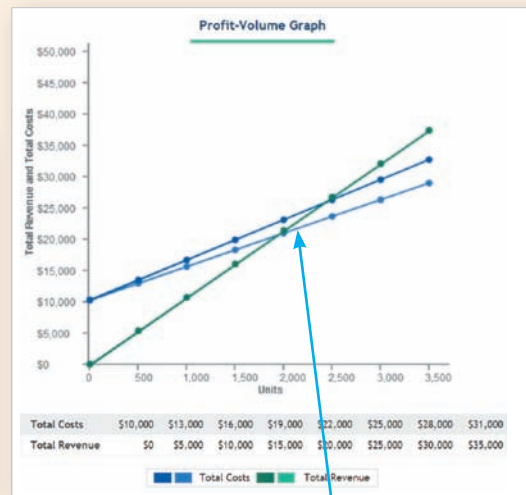 Profit-Volume Graph
Total Revenue and Total Costs
$50,000
$45,000
$40,000
$35,000
$30,000
$25,000
$20,000
$15,000
$10,000
$5,000
$0
0 500 1,000 1,500 2,000 2,500 3,000 3,500
Units
Total Costs $10,000 $13,000 $16,000 $19,000 $22,000 $25,000 $28,000 $31,000
Total Revenue $0 $5,000 $10,000 $15,000 $20,000 $25,000 $30,000 $35,000
Total Costs Total Revenue